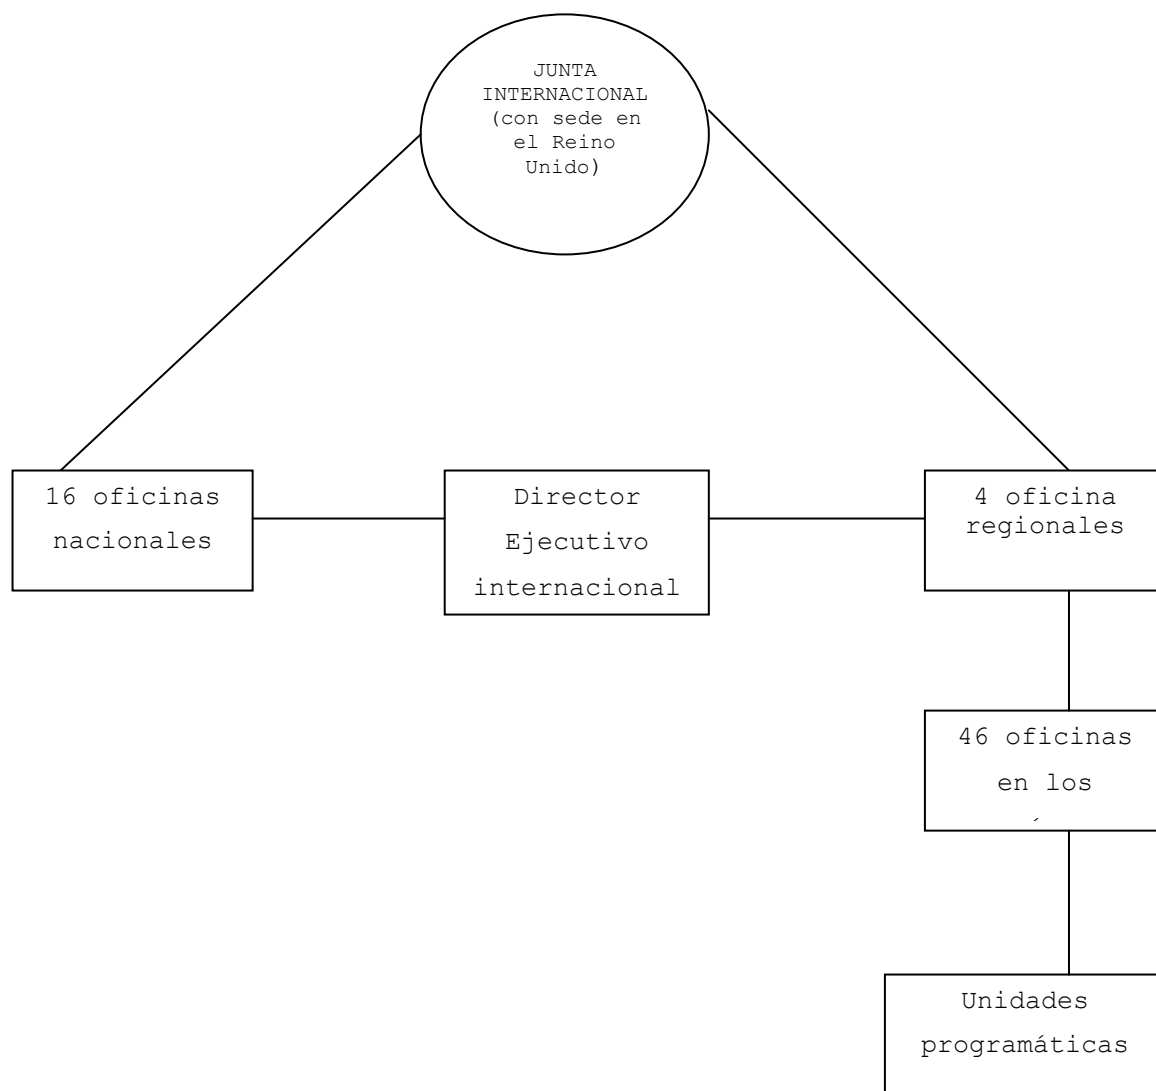 JUNTA
INTERNACIONAL
(con sede en
el Reino
Unido)
16 oficinas
nacionales
Director
Ejecutivo
internacional
4 oficina
regionales
46 oficinas
en los
Unidades
programáticas